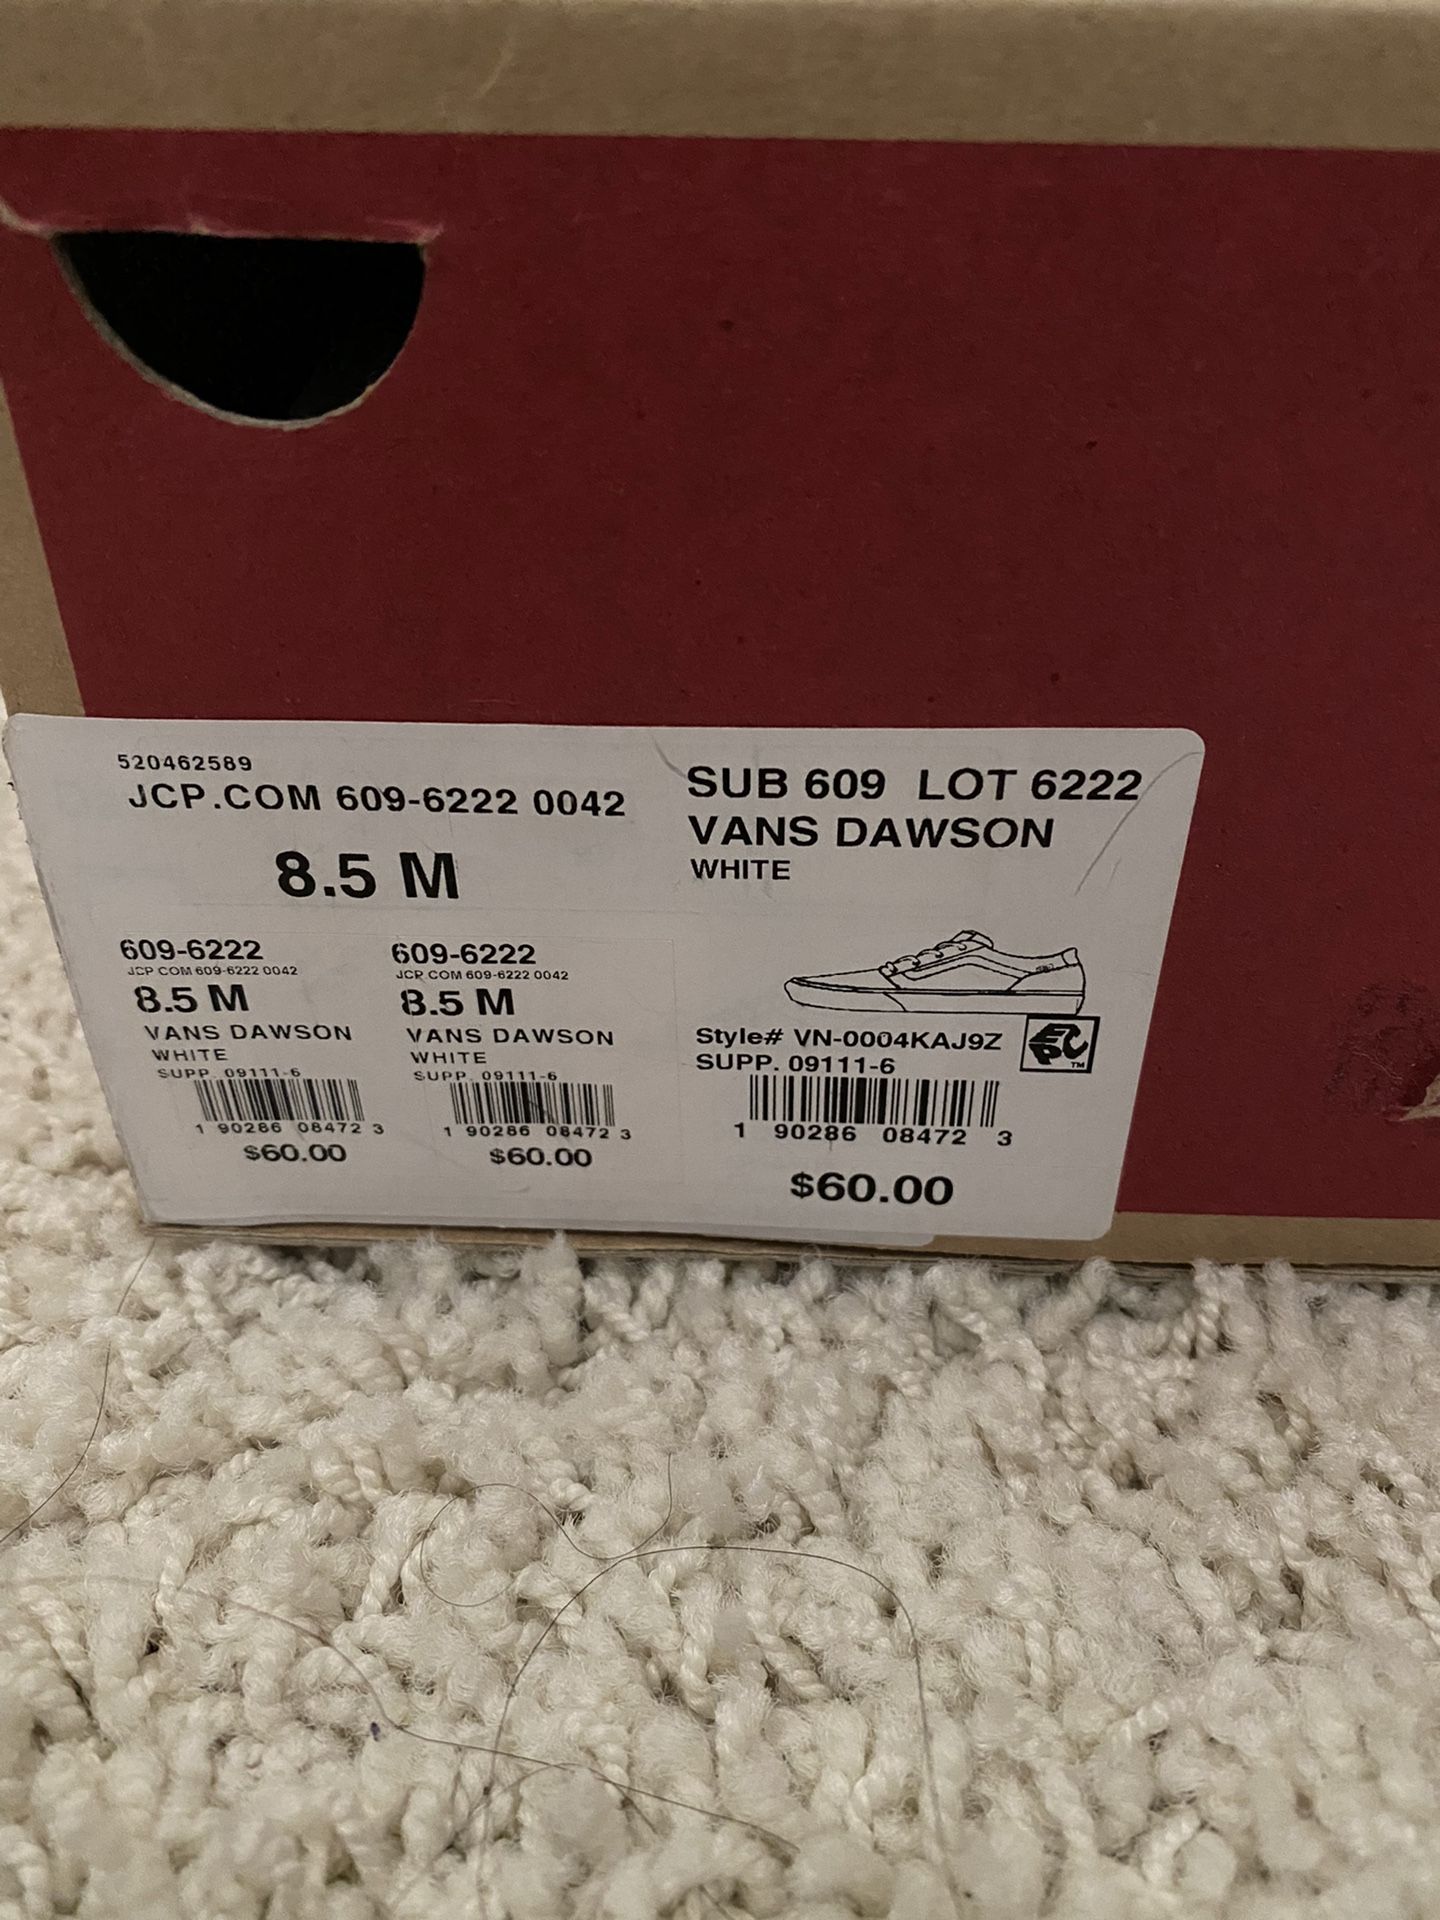 520462589
JCP.COM 609-6222 0042
8.5 M
SUB 609 LOT 6222
VANS DAWSON
WHITE
609-6222
JCP COM 609-6222 0042
8.5 M
VANS DAWSON
WHITE
SUPP. 09111-6
1 90286 08472 3
$60.00
609-6222
JCP COM 609-6222 0042
8.5 M
VANS DAWSON
WHITE
SUPP. 09111-6
1 90286 08472 3
$60.00
Style# VN-0004KAJ9Z
EPC
TM
SUPP. 09111-6
1 90286 08472 3
$60.00